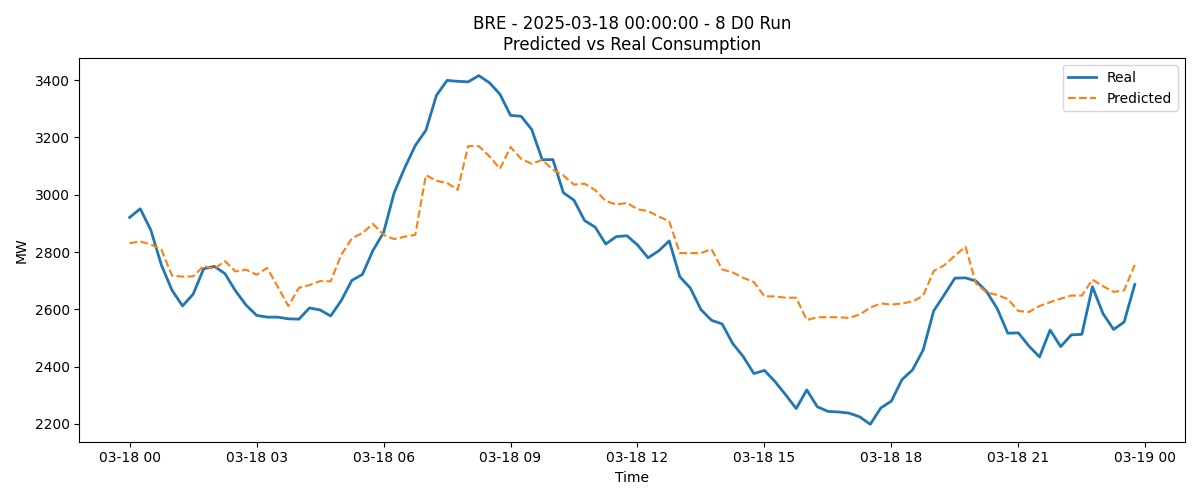 BRE - 2025-03-18 00:00:00 - 8 D0 Run
Predicted vs Real Consumption
Real
Predicted
MW
3400
3200
3000
2800
2600
2400
2200
03-18 00
03-18 03
03-18 06
03-18 09
03-18 12
03-18 15
03-18 18
03-18 21
03-19 00
Time